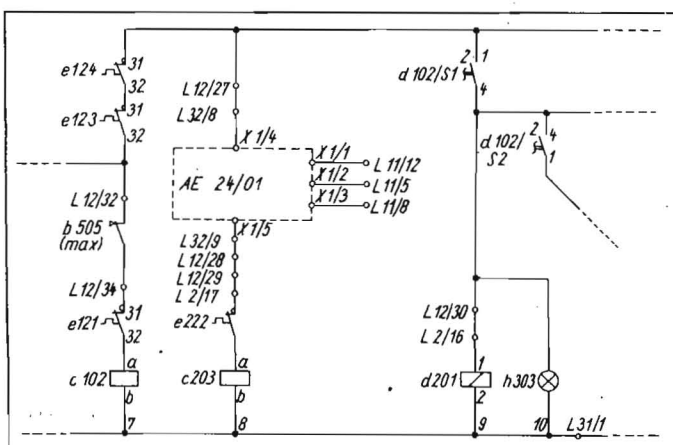 e124
31
32
e123
31
32
L12/32
b505
(max)
L12/34
e121
31
32
c102
a
b
7
L12/27
L32/8
X1/4
AE 24/01
X1/1
L11/12
X1/2
L11/5
X1/3
L11/8
X1/5
L32/9
L12/28
L12/29
L2/17
e222
c203
a
b
8
2
1
d102/S1
4
d102/
S2
2
4
1
L12/30
L2/16
d201
1
2
9
h303
10
L31/1